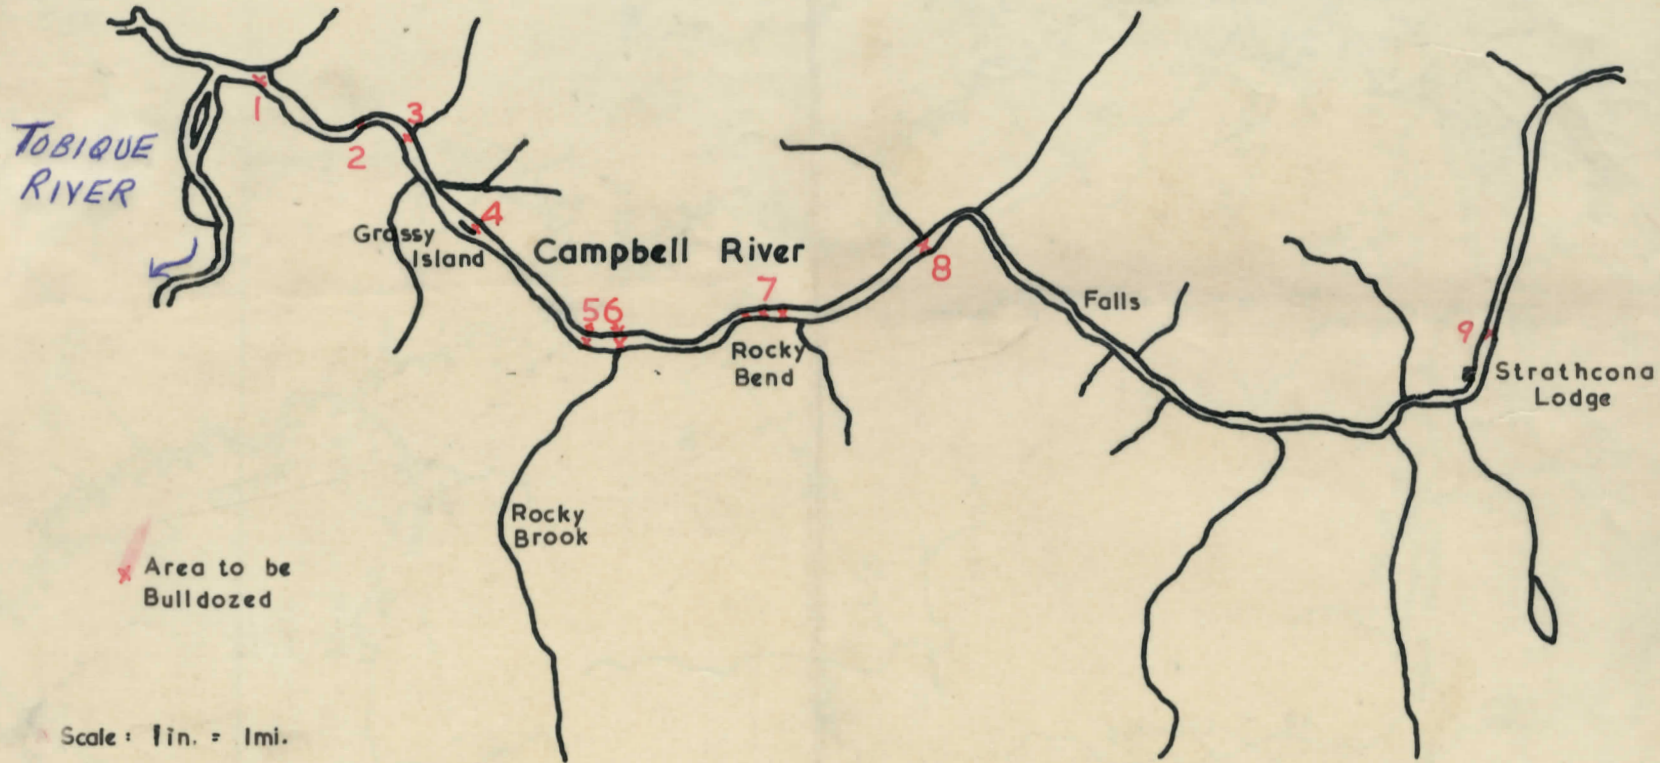 TOBIQUE
RIVER
1
2
3
4
Grassy
Island
Campbell River
56
7
Rocky
Bend
8
Falls
9
Strathcona
Lodge
Rocky
Brook
x Area to be
Bulldozed
Scale : 1in. = 1mi.